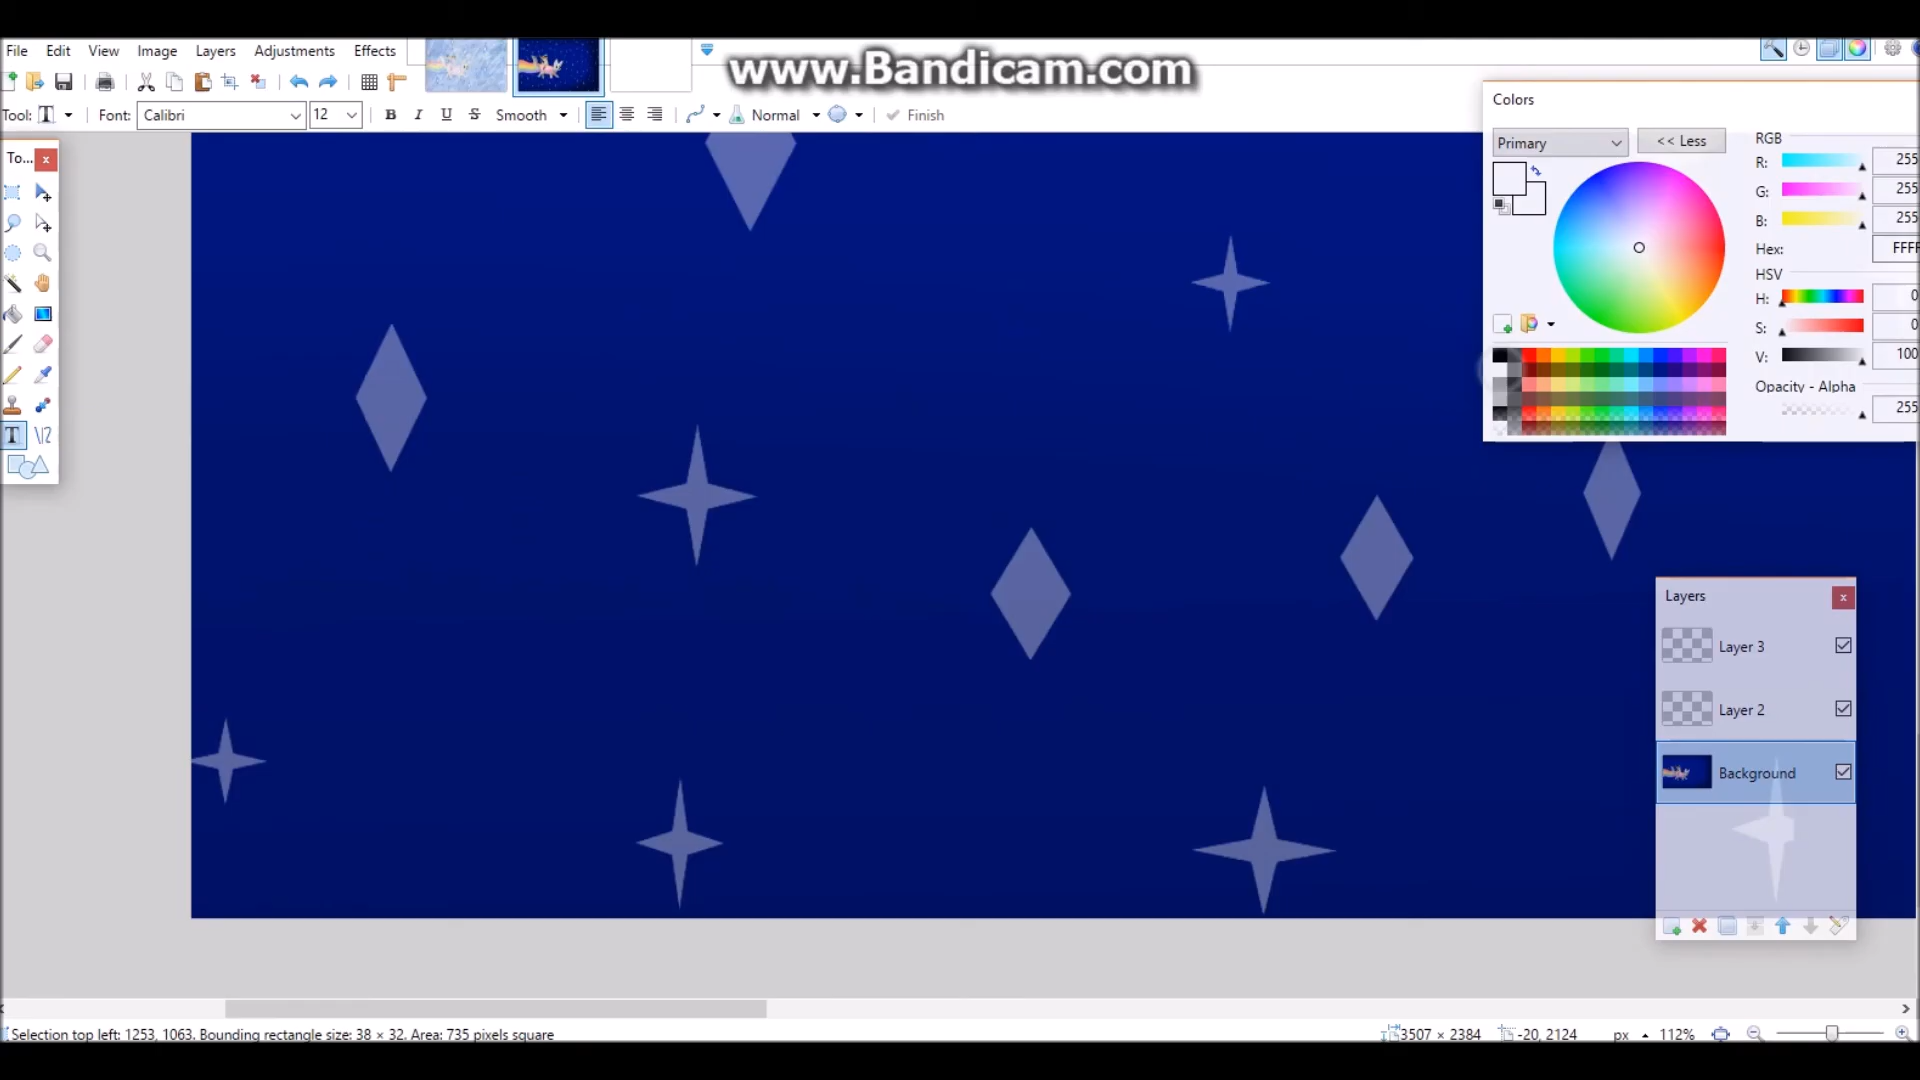 www.Bandicam.com
File Edit View Image Layers Adjustments Effects
Tool: T Font: Calibri 12 B I U S Smooth Normal Finish
To...
Colors
Primary << Less
RGB
R: 255
G: 255
B: 255
Hex:
HSV
H: 0
S: 0
V: 100
Opacity - Alpha
255
Layers
Layer 3
Layer 2
Background
Selection top left: 1253, 1063. Bounding rectangle size: 38 × 32. Area: 735 pixels square
3507 × 2384 -20, 2124 px 112%